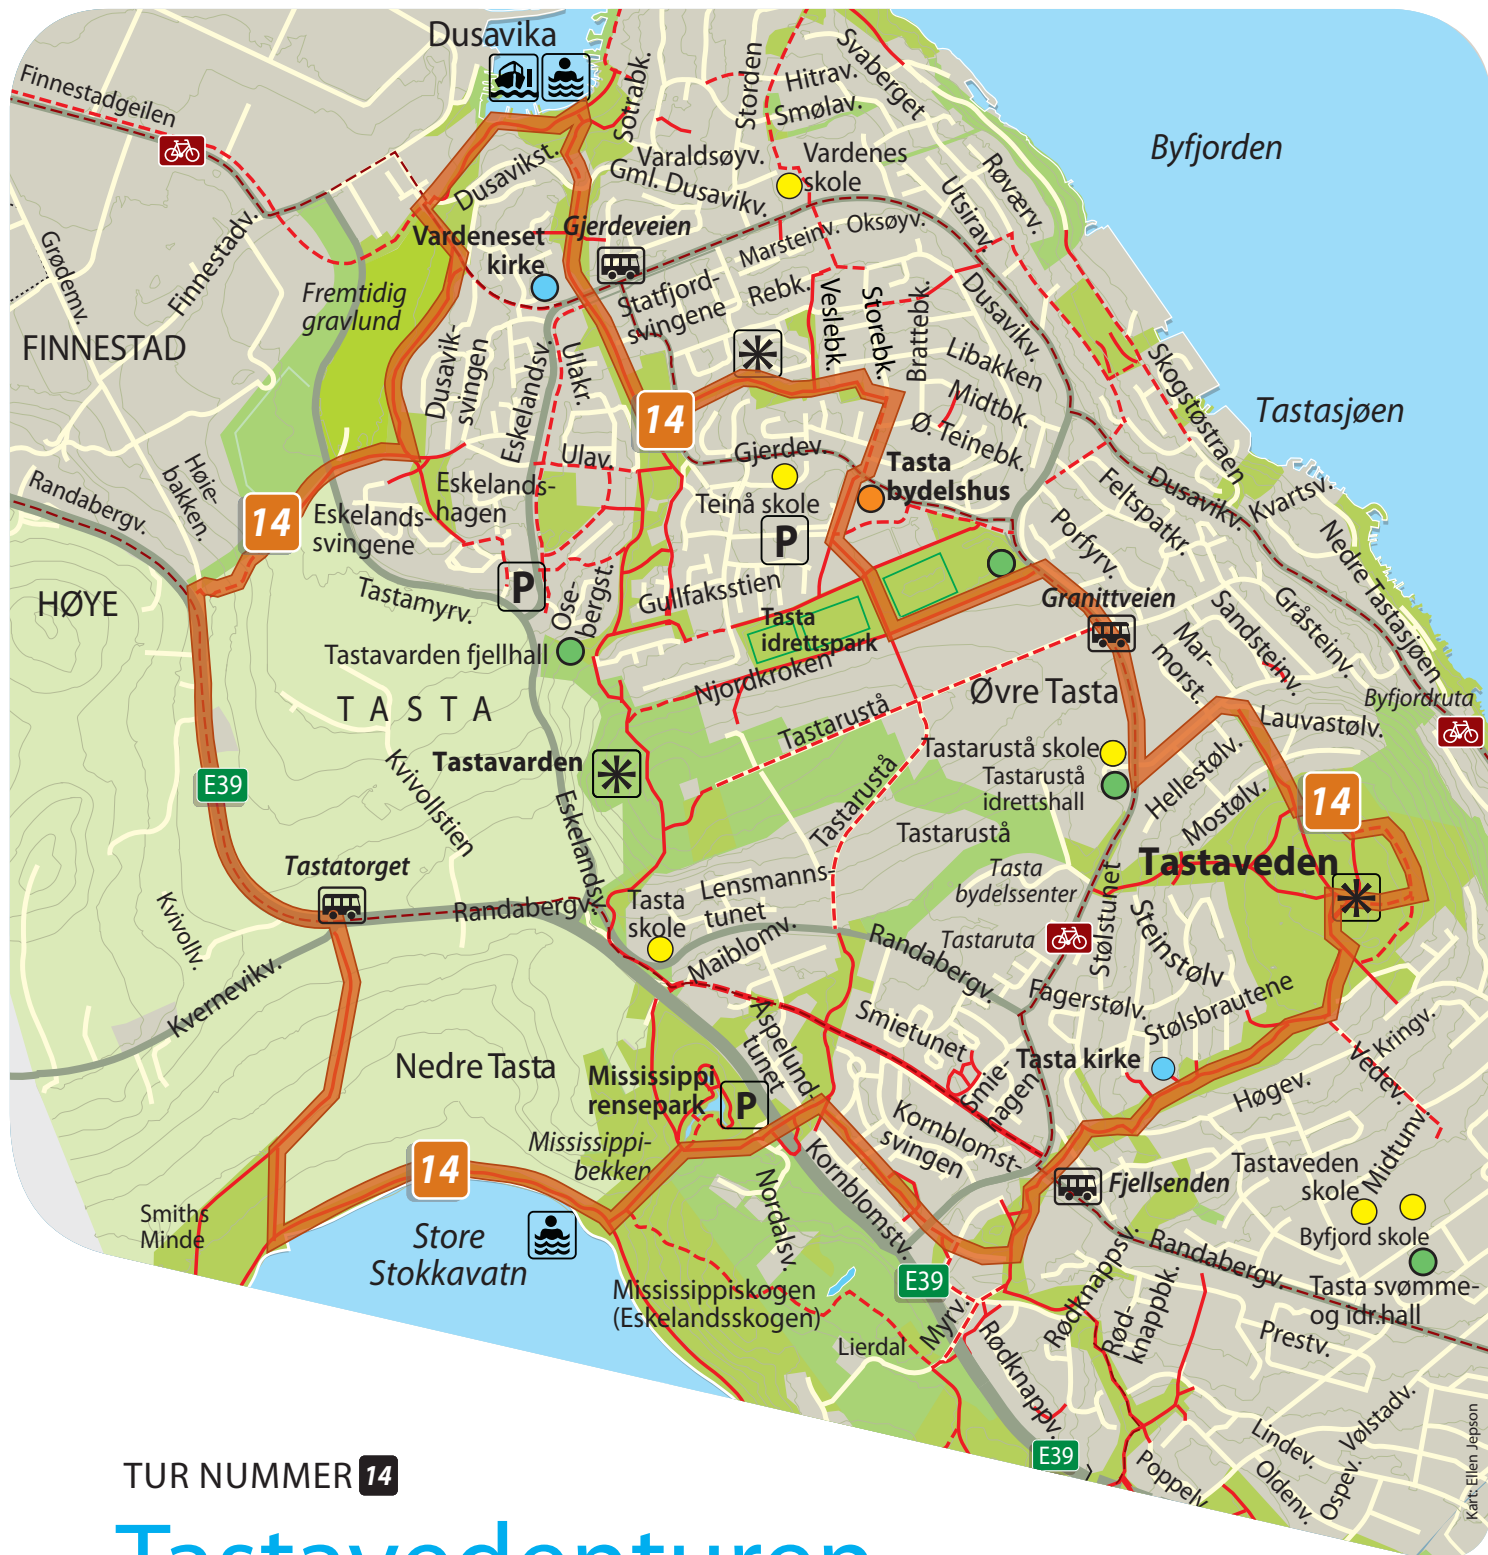 Dusavika
Finnestadgeilen
Sotrabk.
Storden
Hitrav.
Smølav.
Svaberget
Byfjorden
Varaldsøyv.
Gml. Dusavikv.
Vardenes
skole
Røværv.
Utsirav.
Dusavikst.
Finnestadv.
Grødemv.
Vardeneset
kirke
Gjerdeveien
Marsteinv.
Oksøyv.
Fremtidig
gravlund
Statfjord-
svingene
Rebk.
Veslebk.
Storebk.
Brattebk.
Dusavikv.
FINNESTAD
Dusavik-
svingen
Eskelandsv.
Ulakr.
Libakken
Midtbk.
Ø. Teinebk.
Skogstøstraen
Tastasjøen
14
Ulav.
Gjerdev.
Teinå skole
Tasta
bydelshus
Høie-
bakken.
Randabergv.
14
Eskelands-
hagen
Eskelands-
svingene
P
P
Feltspatkr.
Dusavikv.
Kvartsv.
Porfyrv.
Nedre Tastasjøen
HØYE
Tastamyrv.
Ose-
bergst.
Gullfaksstien
Tasta
idrettspark
Granittveien
Sandsteinv.
Gråsteinv.
Mar-
morst.
Tastavarden fjellhall
Njordkroken
TASTA
Øvre Tasta
Byfjordruta
Lauvastølv.
Tastarustå
Tastavarden
Kvivollstien
Eskelandsv.
Tastarustå
Tastarustå skole
Tastarustå
idrettshall
Hellestølv.
Mostølv.
E39
14
Tastarustå
Tastaveden
Tastatorget
Tasta
bydelssenter
Lensmanns-
tunet
Randabergv.
Tasta
skole
Maiblomv.
Stølstunet
Steinstølv
Kvivollv.
Kvernevikv.
Randabergv.
Tastaruta
Fagerstølv.
Stølsbrautene
Aspelund-
tunet
Smietunet
Smie-
hagen
Tasta kirke
Kringv.
Vedev.
Nedre Tasta
Mississippi
rensepark
P
Høgev.
Midtunv.
Kornblomst-
svingen
Mississippi-
bekken
14
Kornblomstv.
Nordalsv.
Fjellsenden
Tastaveden
skole
Byfjord skole
Smiths
Minde
Store
Stokkavatn
Randabergv.
E39
Tasta svømme-
og idr.hall
Mississippiskogen
(Eskelandsskogen)
Lierdal
Myrv.
Rødknappsv.
Rød-
knappbk.
Prestv.
Rødknappv.
Lindev.
Vølstadv.
E39
Poppelv
Oldenv.
Ospev.
Kart: Ellen Jepson
TUR NUMMER 14
Tastavedenturen